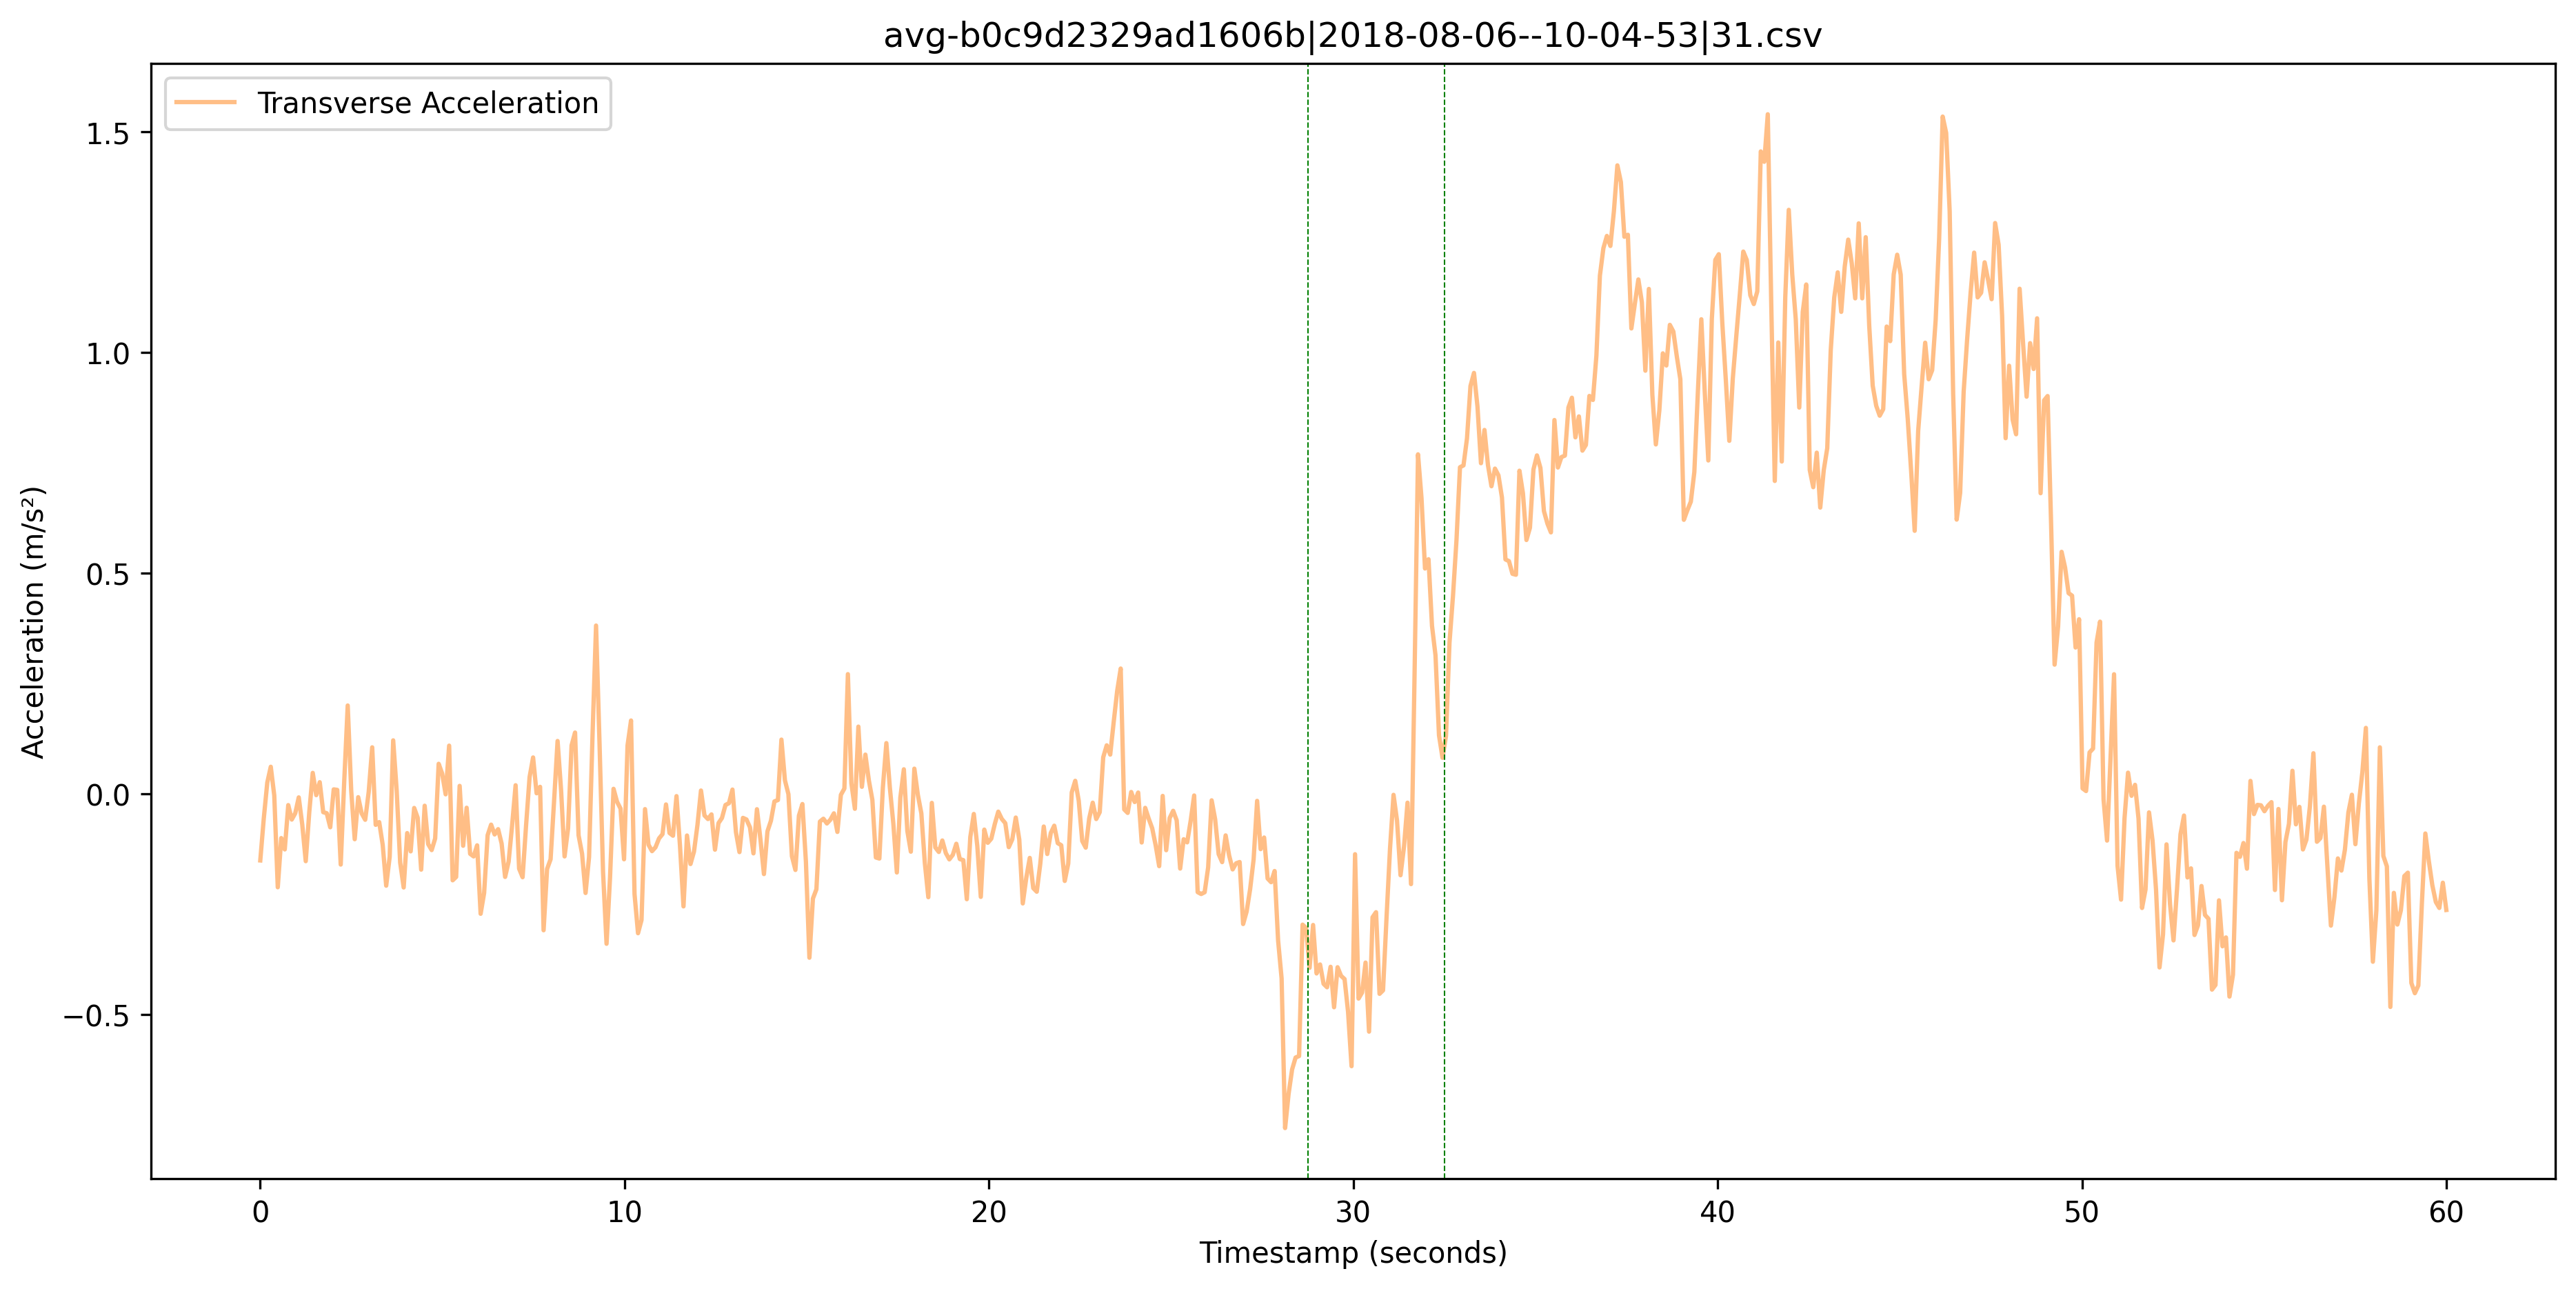 avg-b0c9d2329ad1606b|2018-08-06--10-04-53|31.csv
Transverse Acceleration
1.5
1.0
0.5
0.0
−0.5
Acceleration (m/s²)
0 10 20 30 40 50 60
Timestamp (seconds)